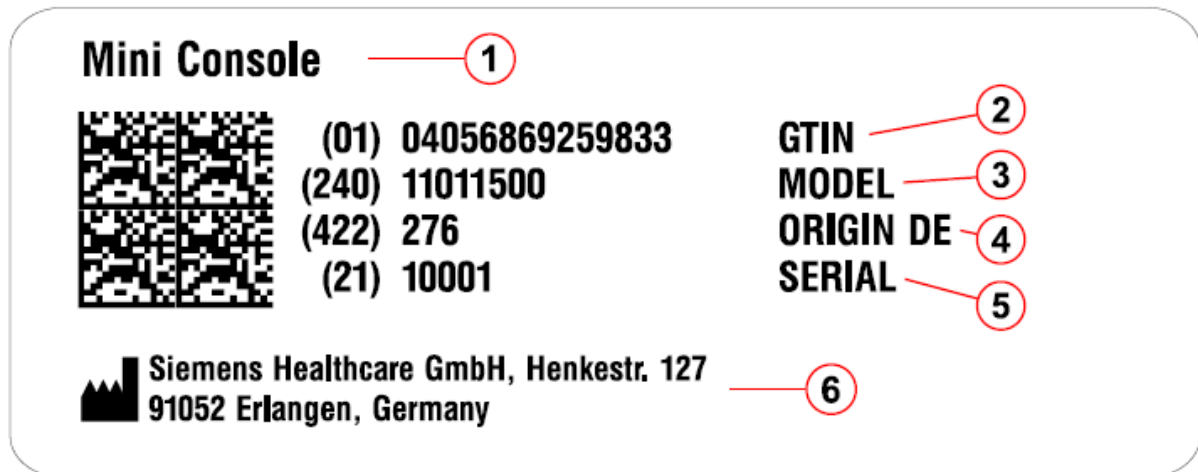 Mini Console 1
(01) 04056869259833 GTIN 2
(240) 11011500 MODEL 3
(422) 276 ORIGIN DE 4
(21) 10001 SERIAL 5
Siemens Healthcare GmbH, Henkestr. 127
91052 Erlangen, Germany 6